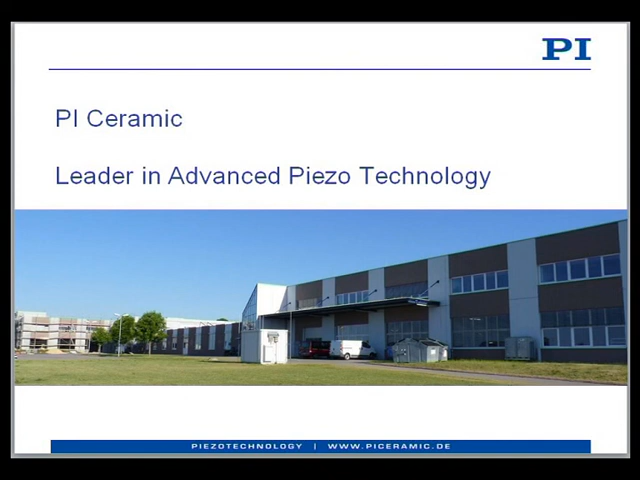 PI
PI Ceramic
Leader in Advanced Piezo Technology
PIEZOTECHNOLOGY | WWW.PICERAMIC.DE